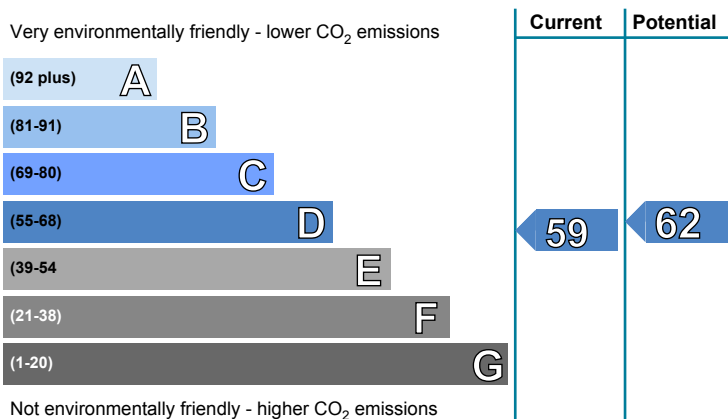 Current Potential
Very environmentally friendly - lower CO2 emissions
(92 plus) A
(81-91) B
(69-80) C
(55-68) D
59 62
(39-54 E
(21-38) F
(1-20) G
Not environmentally friendly - higher CO2 emissions